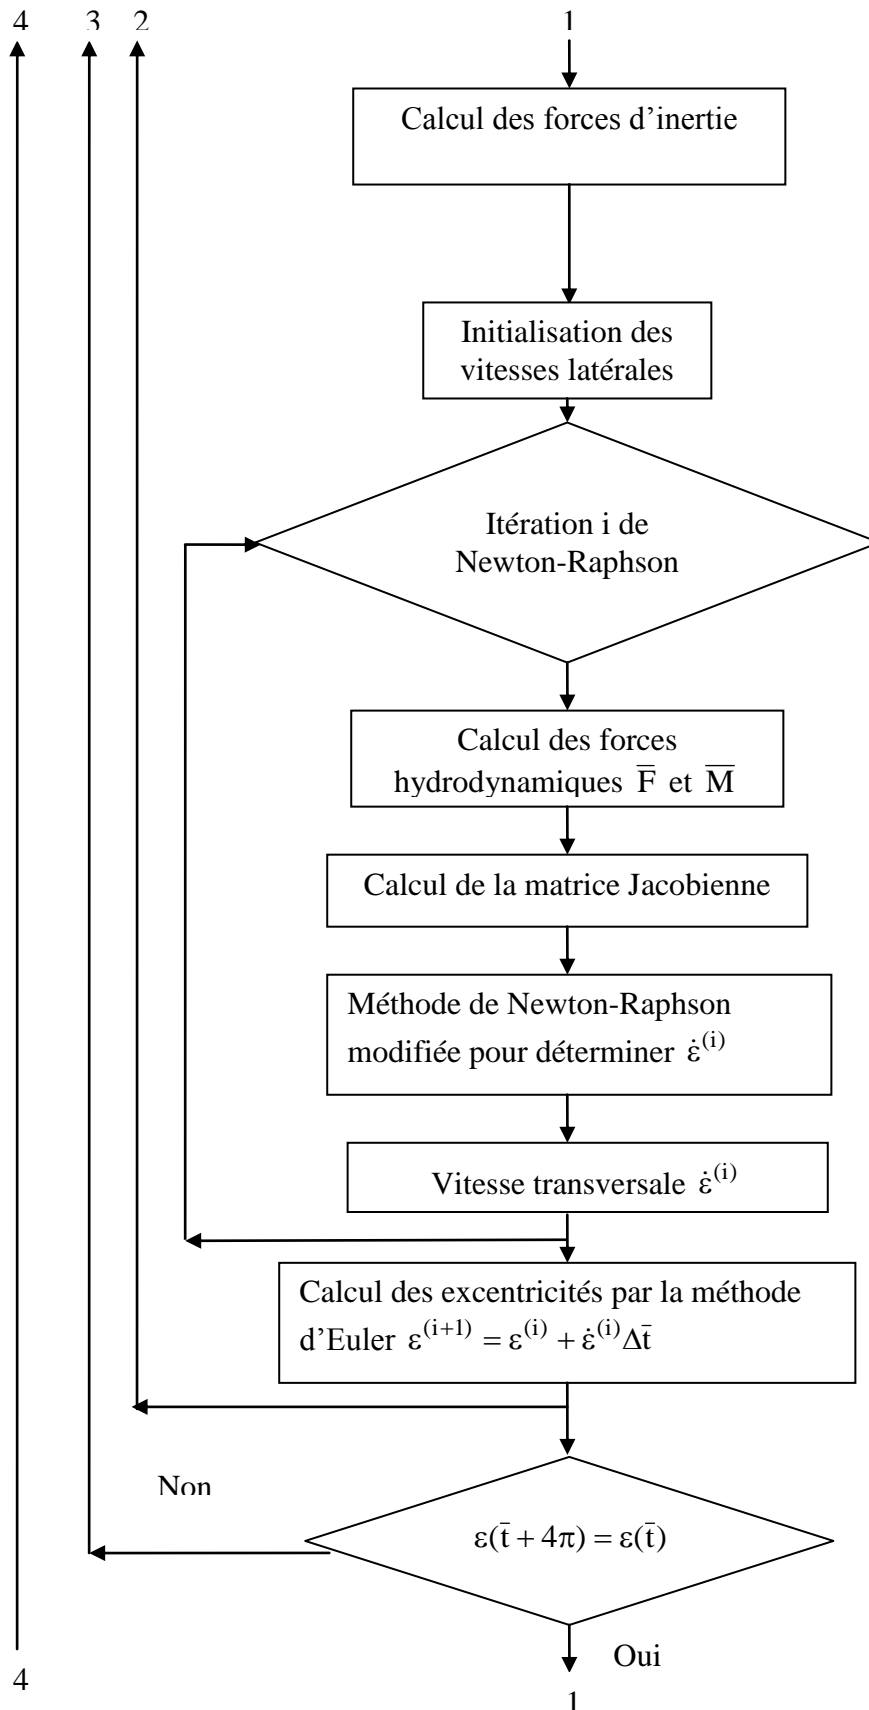 4 3 2 1
Calcul des forces d’inertie
Initialisation des
vitesses latérales
Itération i de
Newton-Raphson
Calcul des forces
hydrodynamiques F̅ et M̅
Calcul de la matrice Jacobienne
Méthode de Newton-Raphson
modifiée pour déterminer ε̇⁽ⁱ⁾
Vitesse transversale ε̇⁽ⁱ⁾
Calcul des excentricités par la méthode
d’Euler ε⁽ⁱ⁺¹⁾ = ε⁽ⁱ⁾ + ε̇⁽ⁱ⁾Δt̄
Non
ε(t̄ + 4π) = ε(t̄)
Oui
4 1